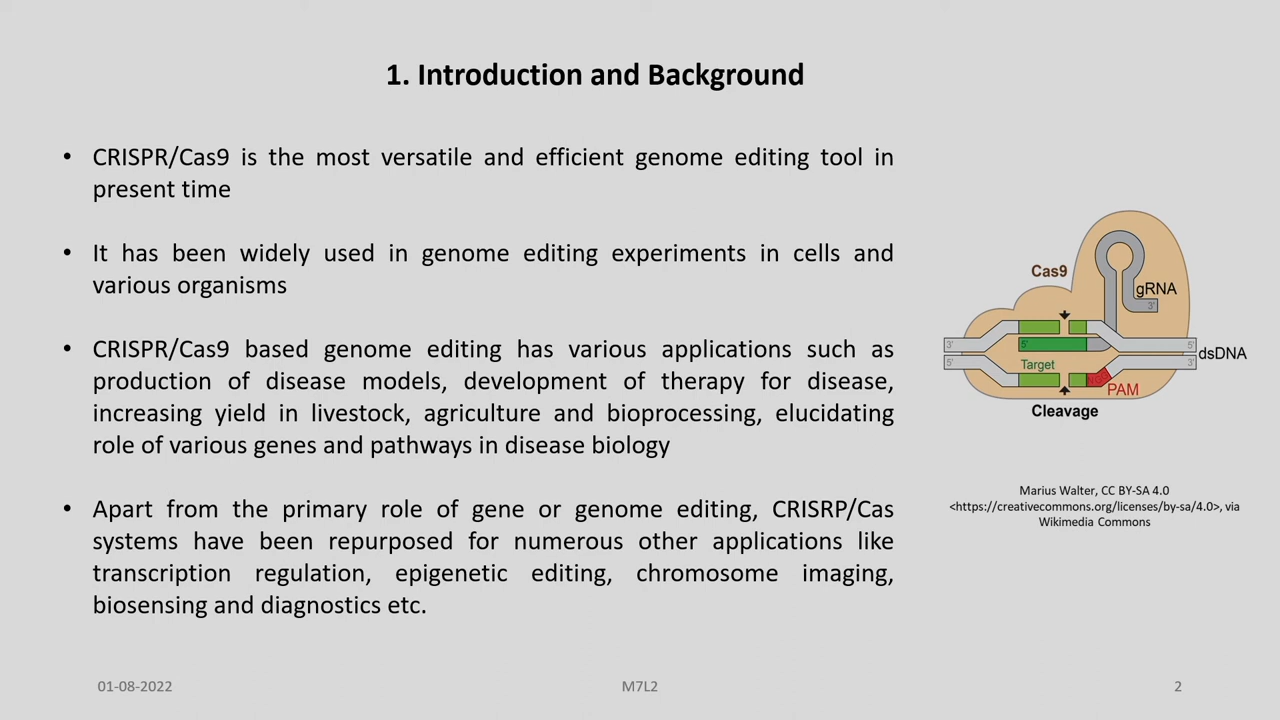 1. Introduction and Background
• CRISPR/Cas9 is the most versatile and efficient genome editing tool in
present time
• It has been widely used in genome editing experiments in cells and
various organisms
• CRISPR/Cas9 based genome editing has various applications such as
production of disease models, development of therapy for disease,
increasing yield in livestock, agriculture and bioprocessing, elucidating
role of various genes and pathways in disease biology
• Apart from the primary role of gene or genome editing, CRISRP/Cas
systems have been repurposed for numerous other applications like
transcription regulation, epigenetic editing, chromosome imaging,
biosensing and diagnostics etc.
Cas9
gRNA
3'
3'
5'
5'
dsDNA
5'
3'
Target
PAM
Cleavage
Marius Walter, CC BY-SA 4.0
<https://creativecommons.org/licenses/by-sa/4.0>, via
Wikimedia Commons
01-08-2022
M7L2
2